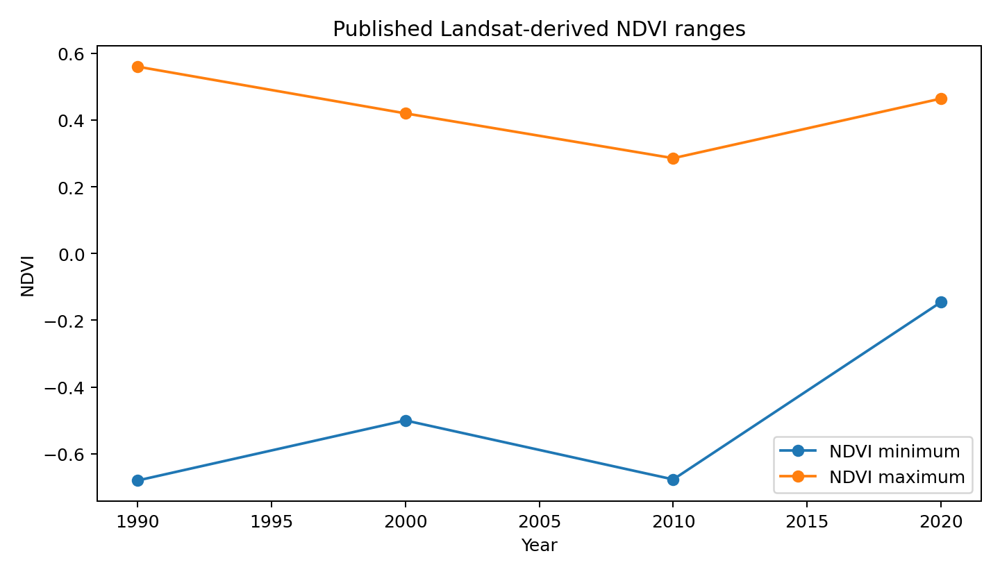 Published Landsat-derived NDVI ranges
0.6
0.4
0.2
0.0
−0.2
−0.4
−0.6
NDVI
NDVI minimum
NDVI maximum
1990 1995 2000 2005 2010 2015 2020
Year